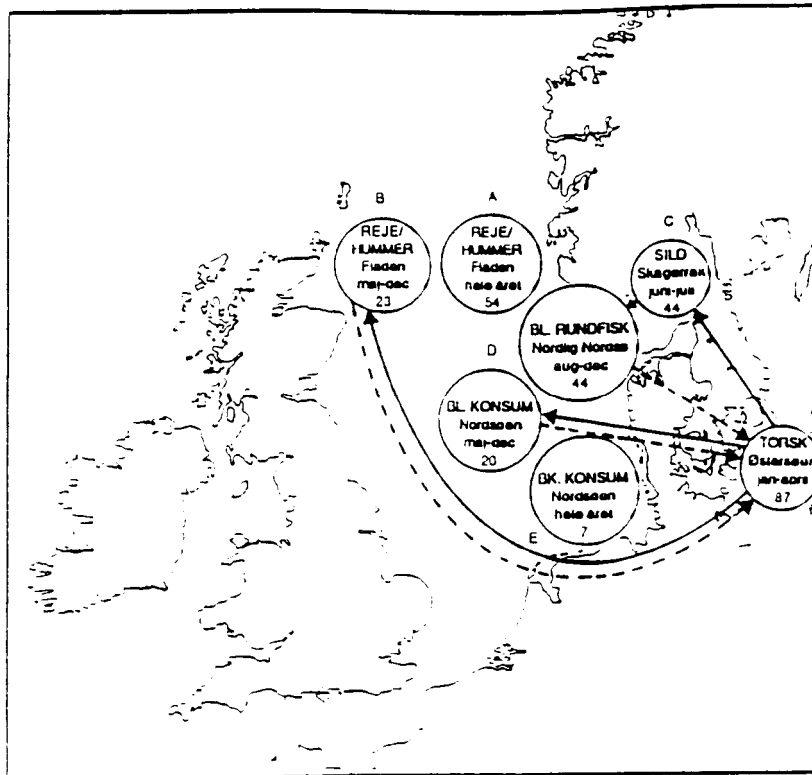 B
REJE/
HUMMER
Fladen
maj-dec
23
A
REJE/
HUMMER
Fladen
hele året
54
C
SILD
Skagerrak
juni-juli
44
BL. RUNDFISK
Nordlig Nordsø
aug-dec
44
D
BL. KONSUM
Nordsøen
maj-dec
20
BK. KONSUM
Nordsøen
hele året
7
E
TORSK
jan-april
87